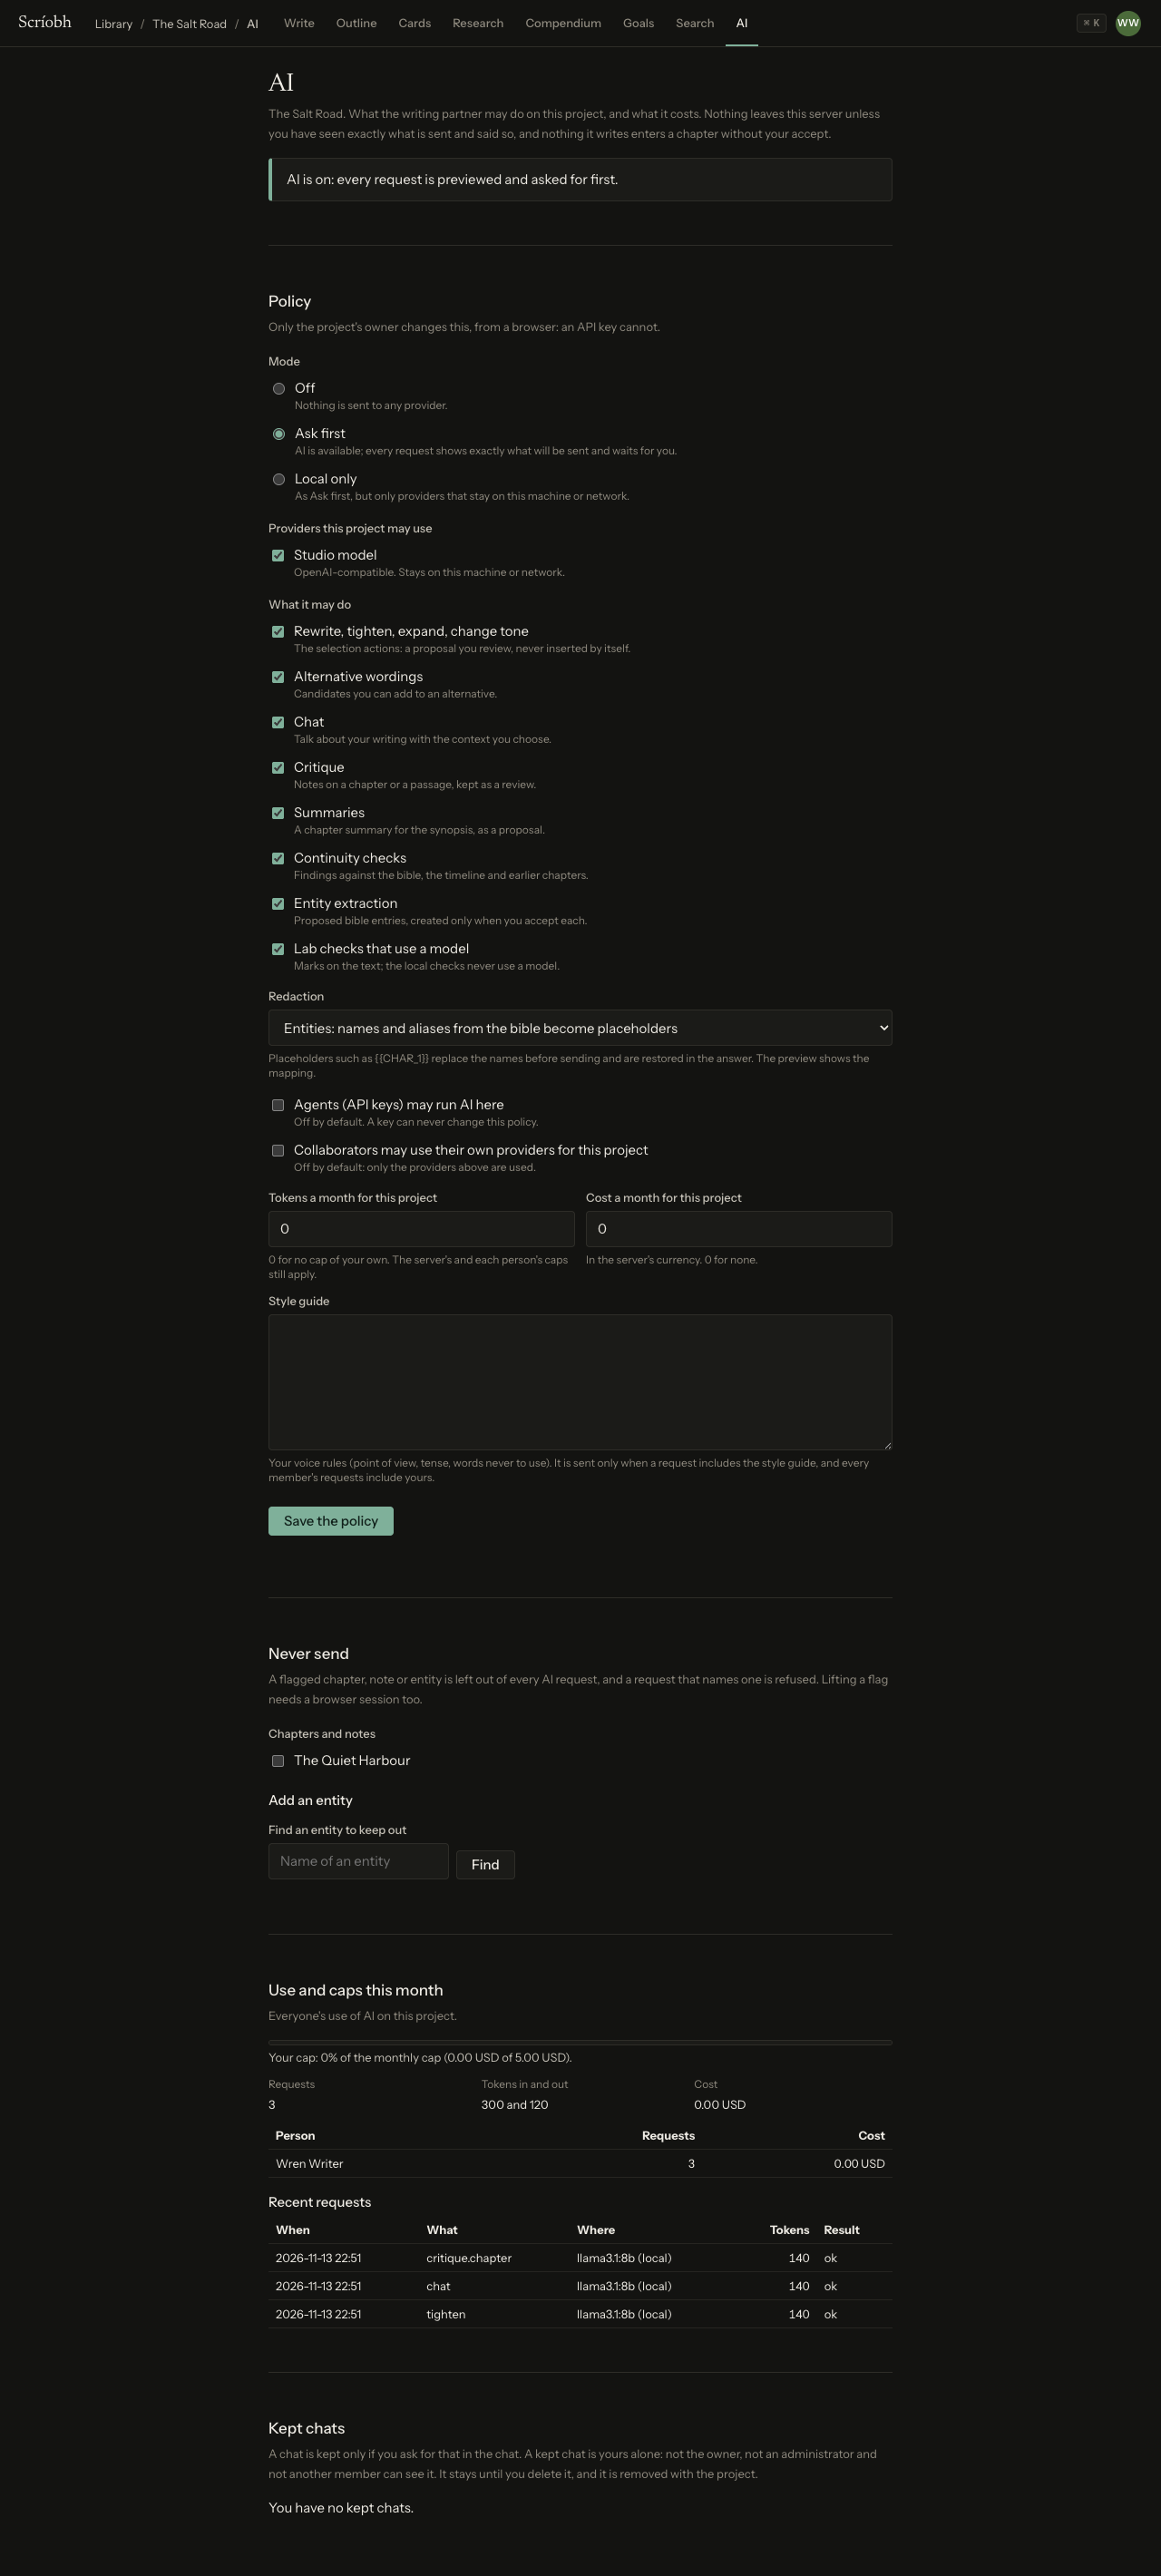 Scríobh
Library / The Salt Road / AI
Write
Outline
Cards
Research
Compendium
Goals
Search
AI
⌘ K
WW
AI
The Salt Road. What the writing partner may do on this project, and what it costs. Nothing leaves this server unless
you have seen exactly what is sent and said so, and nothing it writes enters a chapter without your accept.
AI is on: every request is previewed and asked for first.
Policy
Only the project's owner changes this, from a browser: an API key cannot.
Mode
Off
Nothing is sent to any provider.
Ask first
AI is available; every request shows exactly what will be sent and waits for you.
Local only
As Ask first, but only providers that stay on this machine or network.
Providers this project may use
Studio model
OpenAI-compatible. Stays on this machine or network.
What it may do
Rewrite, tighten, expand, change tone
The selection actions: a proposal you review, never inserted by itself.
Alternative wordings
Candidates you can add to an alternative.
Chat
Talk about your writing with the context you choose.
Critique
Notes on a chapter or a passage, kept as a review.
Summaries
A chapter summary for the synopsis, as a proposal.
Continuity checks
Findings against the bible, the timeline and earlier chapters.
Entity extraction
Proposed bible entries, created only when you accept each.
Lab checks that use a model
Marks on the text; the local checks never use a model.
Redaction
Entities: names and aliases from the bible become placeholders
Placeholders such as {{CHAR_1}} replace the names before sending and are restored in the answer. The preview shows the
mapping.
Agents (API keys) may run AI here
Off by default. A key can never change this policy.
Collaborators may use their own providers for this project
Off by default: only the providers above are used.
Tokens a month for this project
Cost a month for this project
0
0
0 for no cap of your own. The server's and each person's caps
still apply.
In the server's currency. 0 for none.
Style guide
Your voice rules (point of view, tense, words never to use). It is sent only when a request includes the style guide, and every
member's requests include yours.
Save the policy
Never send
A flagged chapter, note or entity is left out of every AI request, and a request that names one is refused. Lifting a flag
needs a browser session too.
Chapters and notes
The Quiet Harbour
Add an entity
Find an entity to keep out
Name of an entity
Find
Use and caps this month
Everyone's use of AI on this project.
Your cap: 0% of the monthly cap (0.00 USD of 5.00 USD).
Requests
Tokens in and out
Cost
3
300 and 120
0.00 USD
Person Requests Cost
Wren Writer 3 0.00 USD
Recent requests
When What Where Tokens Result
2026-11-13 22:51 critique.chapter llama3.1:8b (local) 140 ok
2026-11-13 22:51 chat llama3.1:8b (local) 140 ok
2026-11-13 22:51 tighten llama3.1:8b (local) 140 ok
Kept chats
A chat is kept only if you ask for that in the chat. A kept chat is yours alone: not the owner, not an administrator and
not another member can see it. It stays until you delete it, and it is removed with the project.
You have no kept chats.